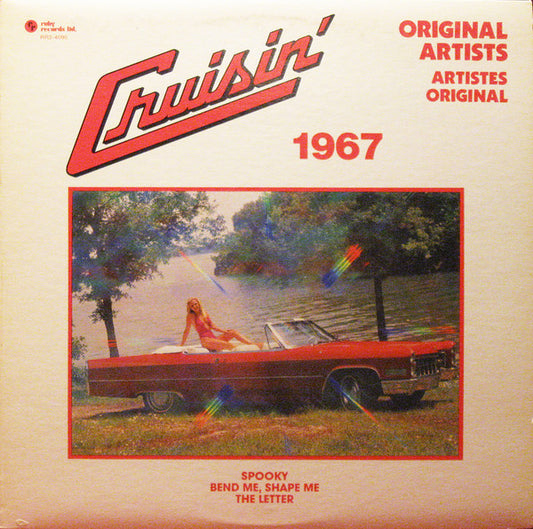 ruby
records ltd.
Cruisin'
1967
ORIGINAL
ARTISTS
ARTISTES
ORIGINAL
SPOOKY
BEND ME, SHAPE ME
THE LETTER